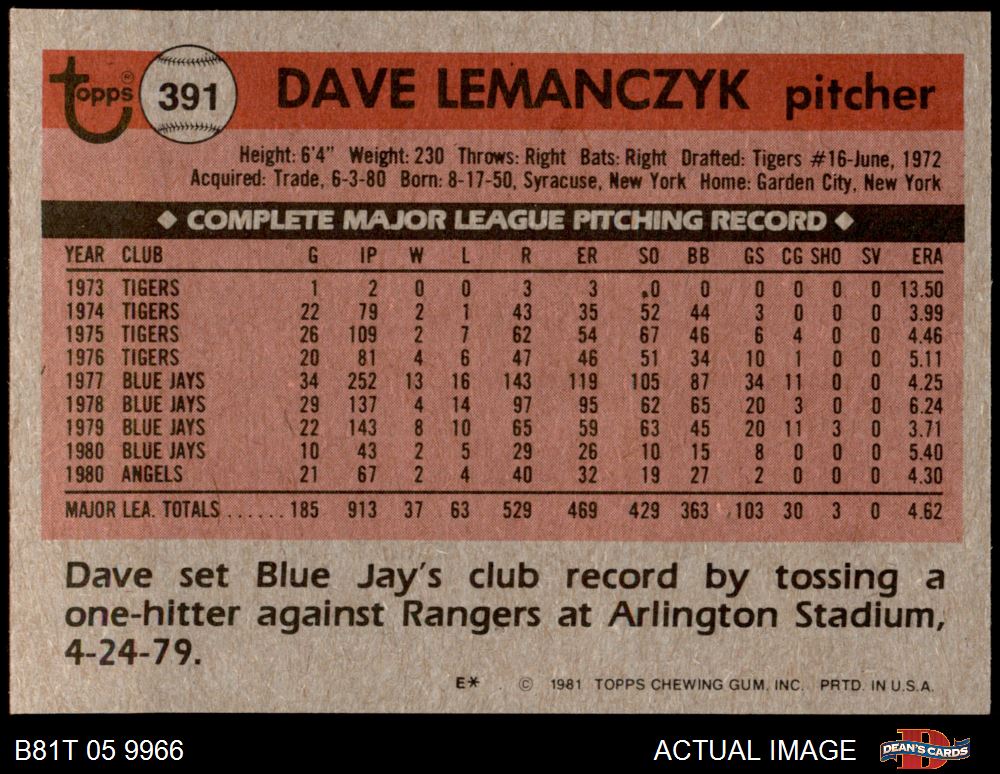 topps® 391 DAVE LEMANCZYK pitcher
Height: 6'4" Weight: 230 Throws: Right Bats: Right Drafted: Tigers #16-June, 1972
Acquired: Trade, 6-3-80 Born: 8-17-50, Syracuse, New York Home: Garden City, New York
◆ COMPLETE MAJOR LEAGUE PITCHING RECORD ◆
YEAR CLUB G IP W L R ER SO BB GS CG SHO SV ERA
1973 TIGERS 1 2 0 0 3 3 0 0 0 0 0 0 13.50
1974 TIGERS 22 79 2 1 43 35 52 44 3 0 0 0 3.99
1975 TIGERS 26 109 2 7 62 54 67 46 6 4 0 0 4.46
1976 TIGERS 20 81 4 6 47 46 51 34 10 1 0 0 5.11
1977 BLUE JAYS 34 252 13 16 143 119 105 87 34 11 0 0 4.25
1978 BLUE JAYS 29 137 4 14 97 95 62 65 20 3 0 0 6.24
1979 BLUE JAYS 22 143 8 10 65 59 63 45 20 11 3 0 3.71
1980 BLUE JAYS 10 43 2 5 29 26 10 15 8 0 0 0 5.40
1980 ANGELS 21 67 2 4 40 32 19 27 2 0 0 0 4.30
MAJOR LEA. TOTALS ...... 185 913 37 63 529 469 429 363 103 30 3 0 4.62
Dave set Blue Jay's club record by tossing a
one-hitter against Rangers at Arlington Stadium,
4-24-79.
E* © 1981 TOPPS CHEWING GUM, INC. PRTD. IN U.S.A.
B81T 05 9966 ACTUAL IMAGE DEAN'S CARDS